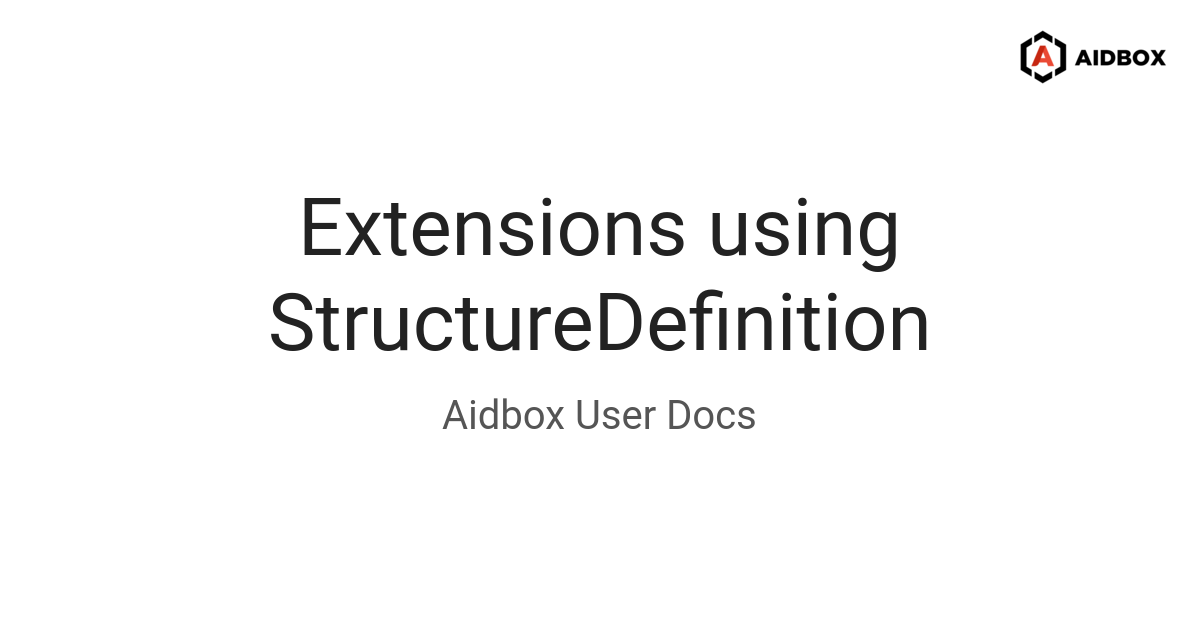 AIDBOX
Extensions using
StructureDefinition
Aidbox User Docs